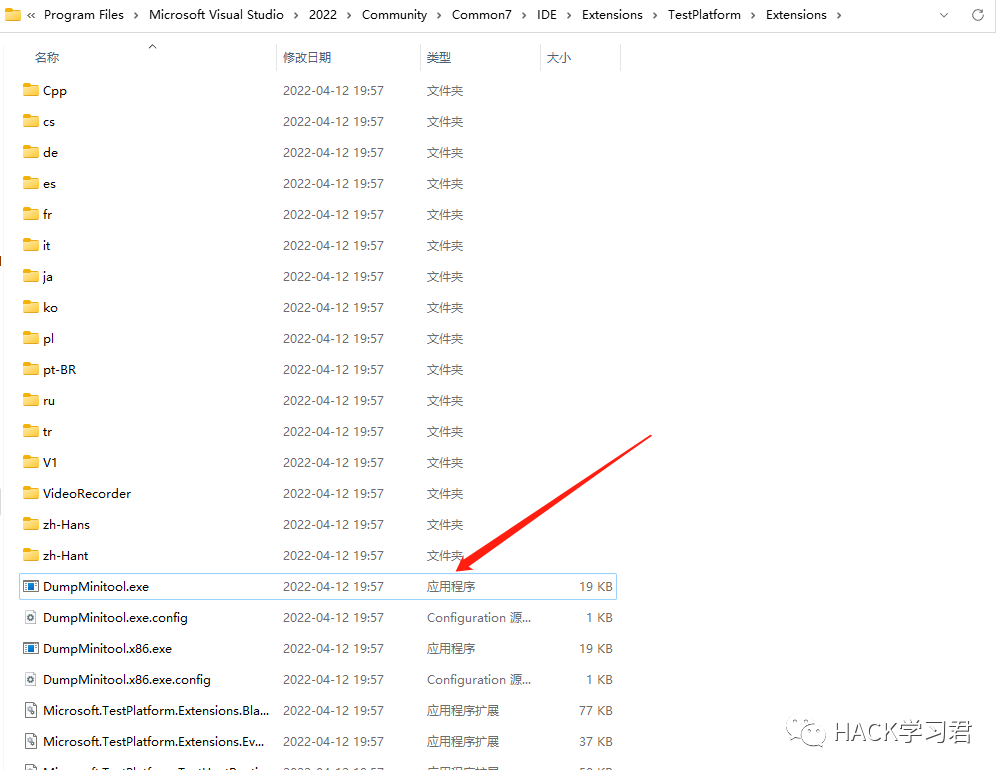 « Program Files › Microsoft Visual Studio › 2022 › Community › Common7 › IDE › Extensions › TestPlatform › Extensions ›
名称 修改日期 类型 大小
Cpp 2022-04-12 19:57 文件夹
cs 2022-04-12 19:57 文件夹
de 2022-04-12 19:57 文件夹
es 2022-04-12 19:57 文件夹
fr 2022-04-12 19:57 文件夹
it 2022-04-12 19:57 文件夹
ja 2022-04-12 19:57 文件夹
ko 2022-04-12 19:57 文件夹
pl 2022-04-12 19:57 文件夹
pt-BR 2022-04-12 19:57 文件夹
ru 2022-04-12 19:57 文件夹
tr 2022-04-12 19:57 文件夹
V1 2022-04-12 19:57 文件夹
VideoRecorder 2022-04-12 19:57 文件夹
zh-Hans 2022-04-12 19:57 文件夹
zh-Hant 2022-04-12 19:57 文件夹
DumpMinitool.exe 2022-04-12 19:57 应用程序 19 KB
DumpMinitool.exe.config 2022-04-12 19:57 Configuration 源... 1 KB
DumpMinitool.x86.exe 2022-04-12 19:57 应用程序 19 KB
DumpMinitool.x86.exe.config 2022-04-12 19:57 Configuration 源... 1 KB
Microsoft.TestPlatform.Extensions.Bla... 2022-04-12 19:57 应用程序扩展 77 KB
Microsoft.TestPlatform.Extensions.Ev... 2022-04-12 19:57 应用程序扩展 37 KB
HACK学习君